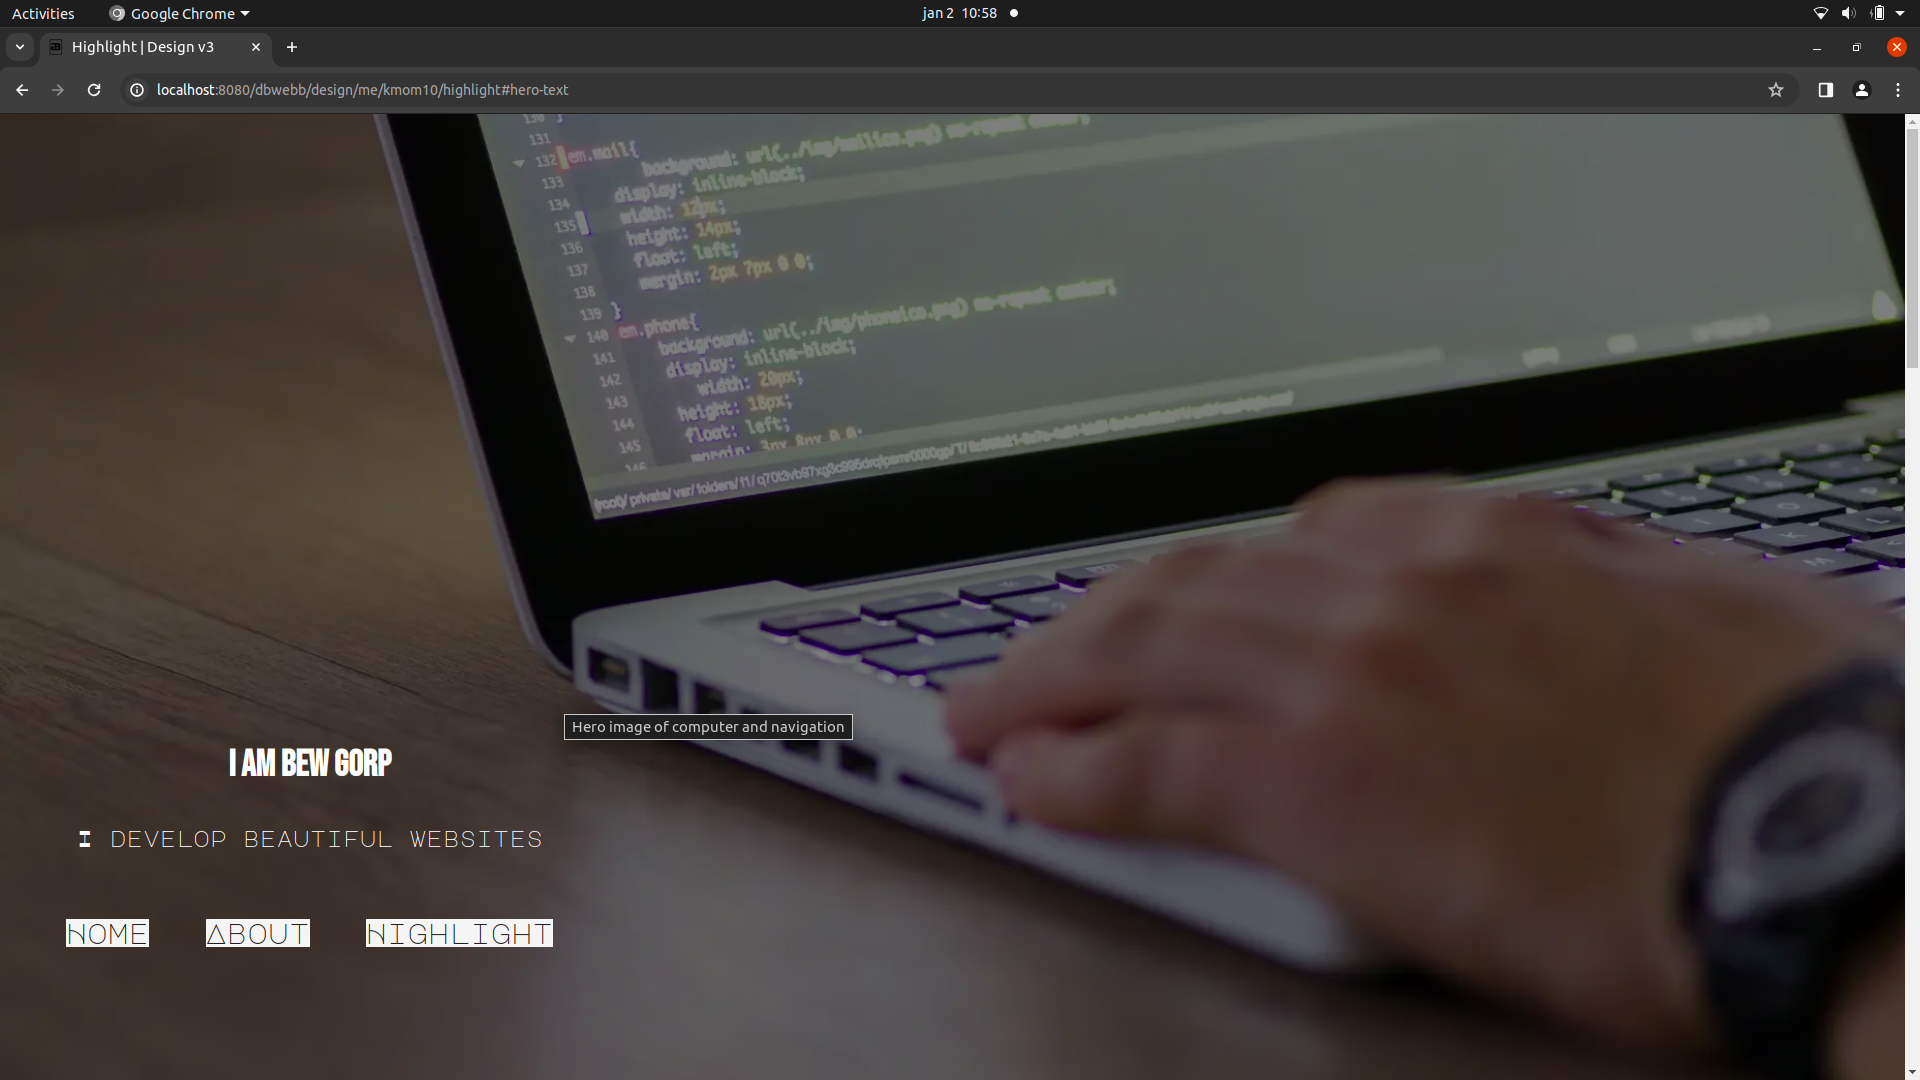 Activities
Google Chrome
jan 2 10:58
Highlight | Design v3
localhost:8080/dbwebb/design/me/kmom10/highlight#hero-text
130 }
131
132 em.mail{
133 background: url(../img/mailico.png) no-repeat center;
134 display: inline-block;
135 width: 12px;
136 height: 14px;
137 float: left;
138 margin: 2px 7px 0 0;
139 }
140 em.phone{
141 background: url(../img/phoneico.png) no-repeat center;
142 display: inline-block;
143 width: 20px;
144 height: 18px;
145 float: left;
146 margin: 3px 8px 0 0;
(root)/ private/ var/ folders/
Hero image of computer and navigation
I AM BEW GORP
I DEVELOP BEAUTIFUL WEBSITES
HOME ABOUT HIGHLIGHT